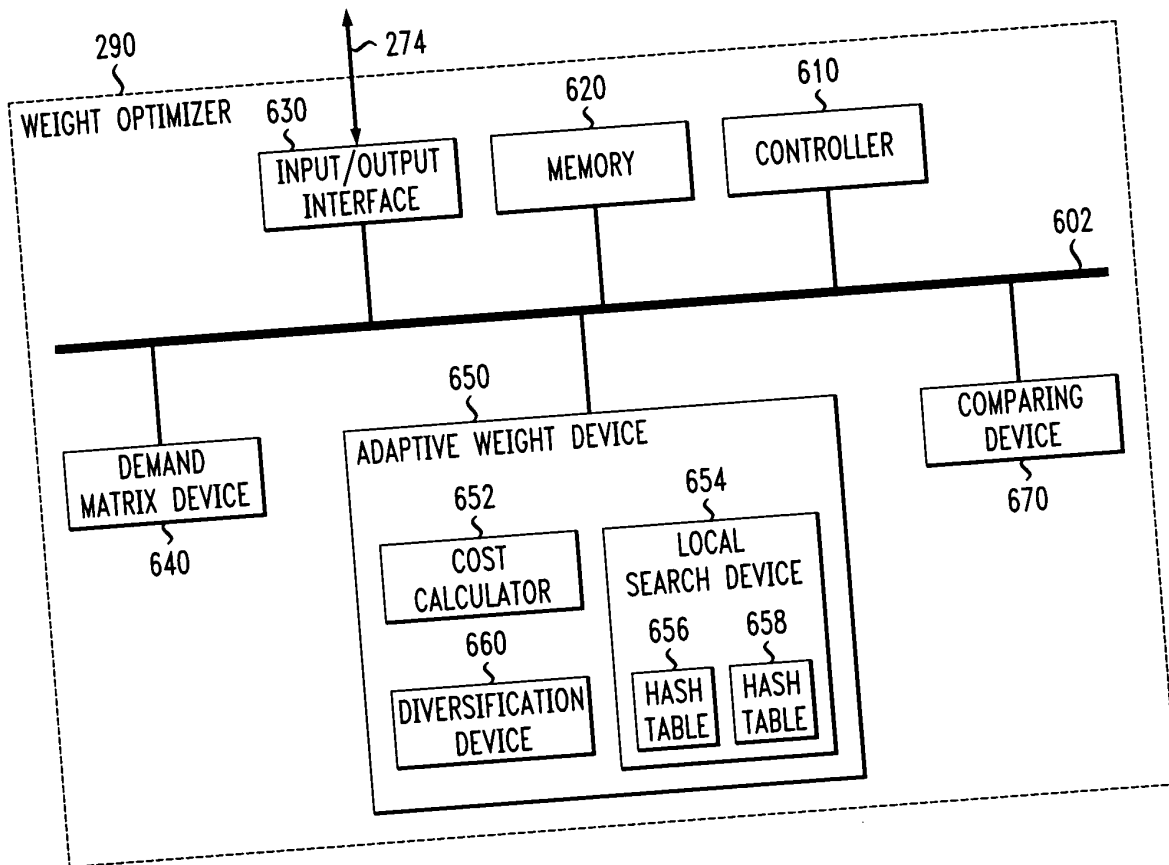 290
274
WEIGHT OPTIMIZER
630
620
610
INPUT/OUTPUT
INTERFACE
MEMORY
CONTROLLER
602
650
ADAPTIVE WEIGHT DEVICE
COMPARING
DEVICE
670
DEMAND
MATRIX DEVICE
640
652
COST
CALCULATOR
654
LOCAL
SEARCH DEVICE
660
DIVERSIFICATION
DEVICE
656
658
HASH
TABLE
HASH
TABLE